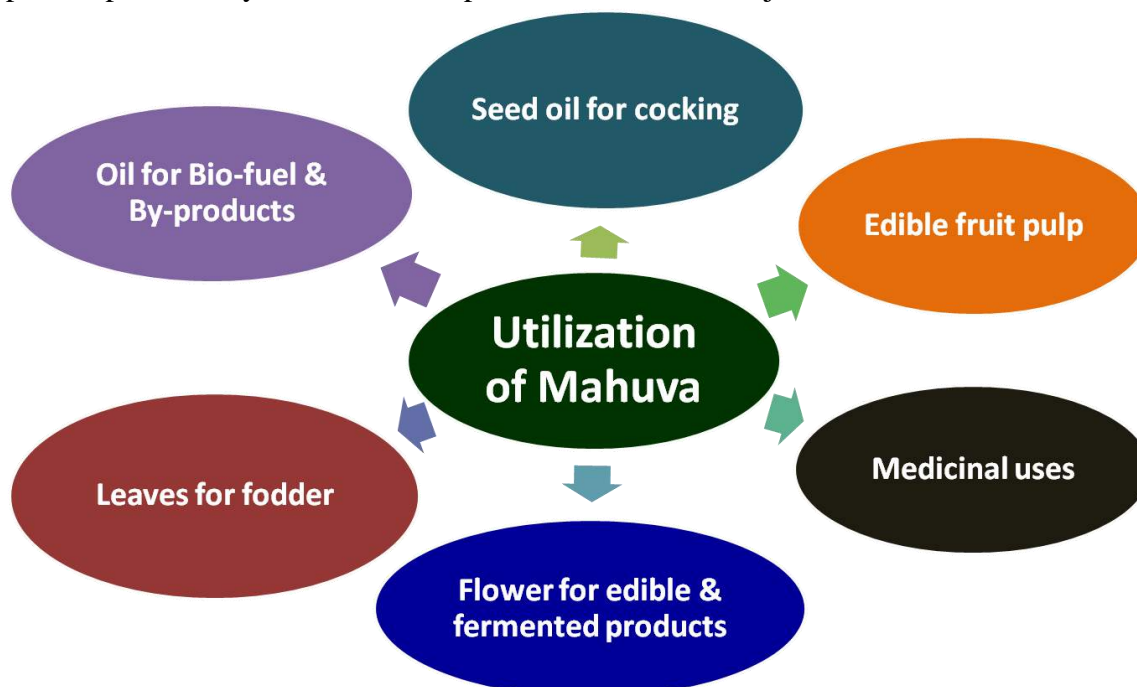 Seed oil for cocking
Oil for Bio-fuel &
By-products
Edible fruit pulp
Utilization
of Mahuva
Leaves for fodder
Medicinal uses
Flower for edible &
fermented products